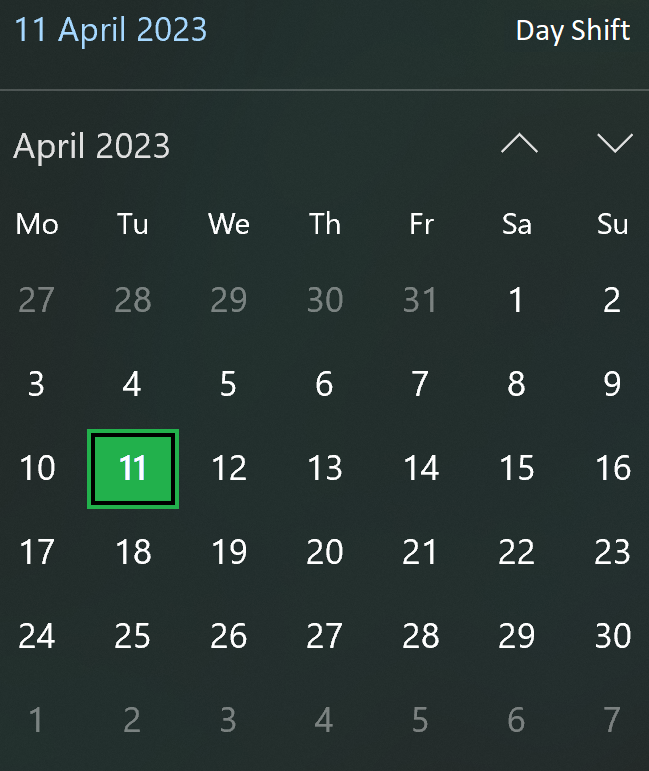 11 April 2023 Day Shift
April 2023
Mo Tu We Th Fr Sa Su
27 28 29 30 31 1 2
3 4 5 6 7 8 9
10 11 12 13 14 15 16
17 18 19 20 21 22 23
24 25 26 27 28 29 30
1 2 3 4 5 6 7